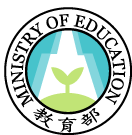 MINISTRY OF EDUCATION
教育部